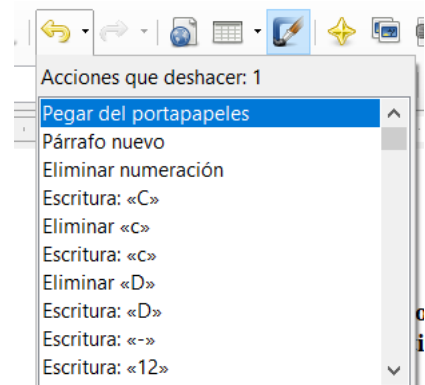 Acciones que deshacer: 1
Pegar del portapapeles
Párrafo nuevo
Eliminar numeración
Escritura: «C»
Eliminar «c»
Escritura: «c»
Eliminar «D»
Escritura: «D»
Escritura: «-»
Escritura: «12»